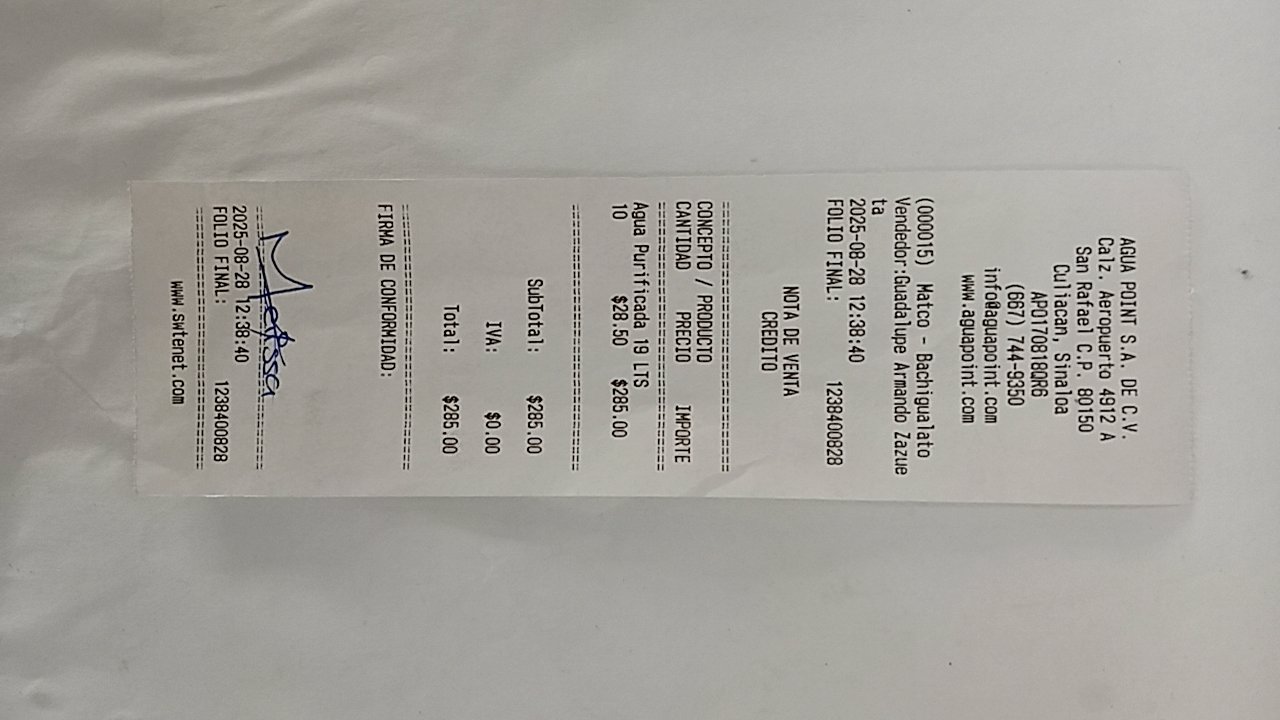 AGUA POINT S.A. DE C.V.
Calz. Aeropuerto 4912 A
San Rafael C.P. 80150
Culiacan, Sinaloa
APO170818QR6
(667) 744-9350
info@aguapoint.com
www.aguapoint.com
(000015) Matco - Bachigualato
Vendedor:Guadalupe Armando Zazue
ta
2025-08-28 12:38:40
FOLIO FINAL: 1238400828
NOTA DE VENTA
CREDITO
CONCEPTO / PRODUCTO
CANTIDAD PRECIO IMPORTE
Agua Purificada 19 LTS
10 $28.50 $285.00
SubTotal: $285.00
IVA: $0.00
Total: $285.00
FIRMA DE CONFORMIDAD:
2025-08-28 12:38:40
FOLIO FINAL: 1238400828
www.swtenet.com